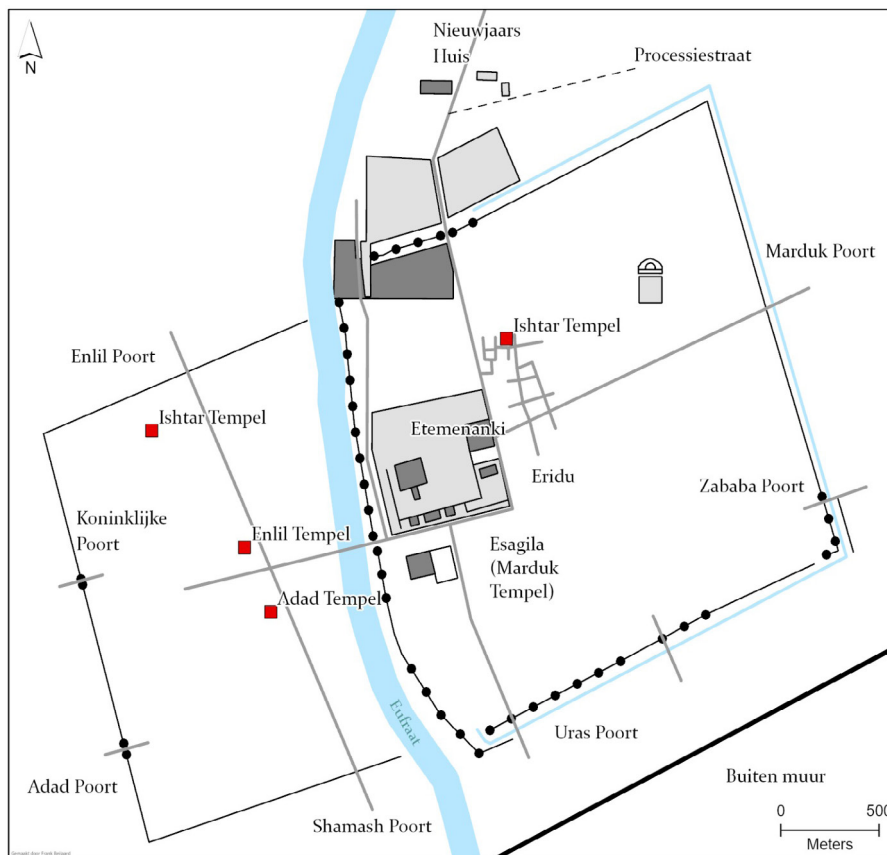 Nieuwjaars
Huis
Processiestraat
N
Marduk Poort
Ishtar Tempel
Enlil Poort
Ishtar Tempel
Etemenanki
Eridu
Zababa Poort
Koninklijke
Poort
Enlil Tempel
Esagila
(Marduk
Tempel)
Adad Tempel
Eufraat
Uras Poort
Adad Poort
Buiten muur
Shamash Poort
0 500
Meters